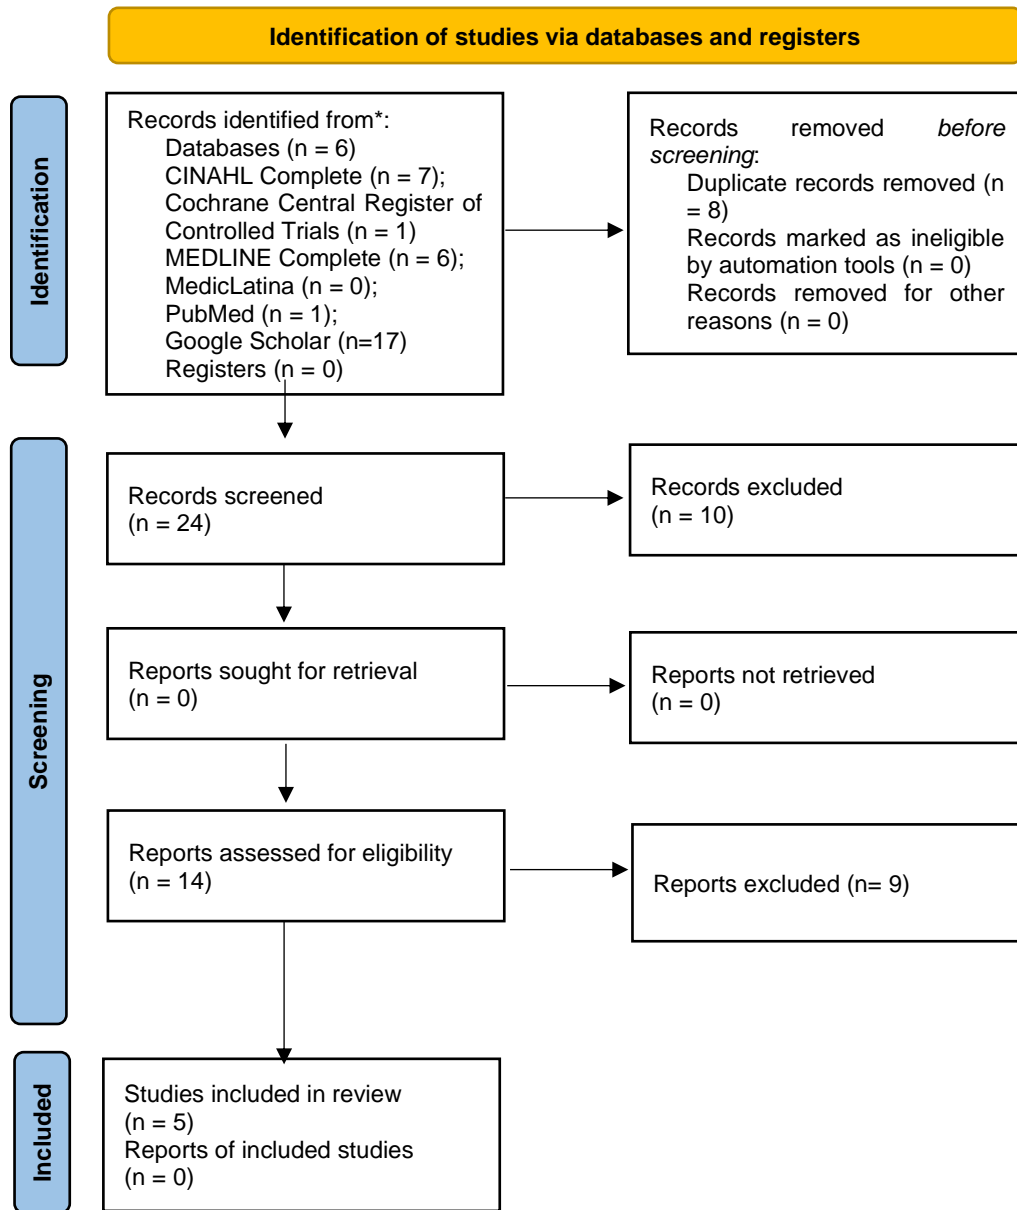 Identification of studies via databases and registers
Identification
Records identified from*:
Databases (n = 6)
CINAHL Complete (n = 7);
Cochrane Central Register of
Controlled Trials (n = 1)
MEDLINE Complete (n = 6);
MedicLatina (n = 0);
PubMed (n = 1);
Google Scholar (n=17)
Registers (n = 0)
Records removed before
screening:
Duplicate records removed (n
= 8)
Records marked as ineligible
by automation tools (n = 0)
Records removed for other
reasons (n = 0)
Screening
Records screened
(n = 24)
Records excluded
(n = 10)
Reports sought for retrieval
(n = 0)
Reports not retrieved
(n = 0)
Reports assessed for eligibility
(n = 14)
Reports excluded (n= 9)
Included
Studies included in review
(n = 5)
Reports of included studies
(n = 0)